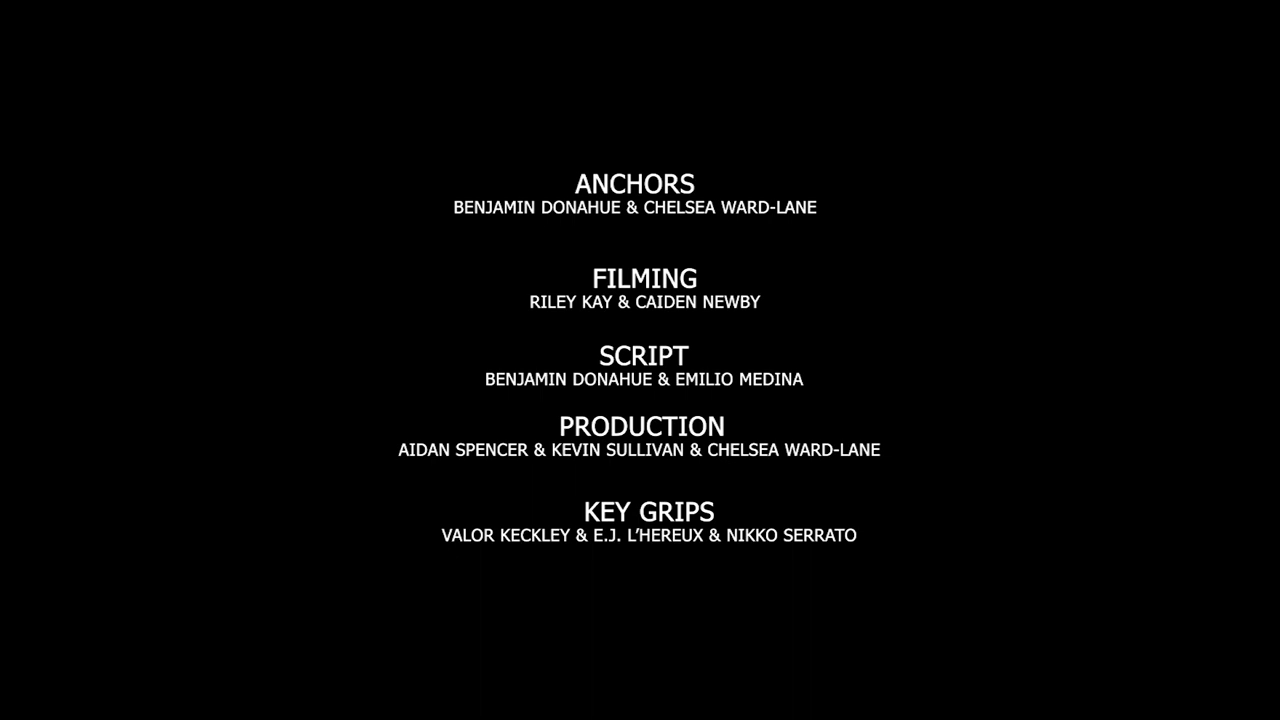 ANCHORS
BENJAMIN DONAHUE & CHELSEA WARD-LANE
FILMING
RILEY KAY & CAIDEN NEWBY
SCRIPT
BENJAMIN DONAHUE & EMILIO MEDINA
PRODUCTION
AIDAN SPENCER & KEVIN SULLIVAN & CHELSEA WARD-LANE
KEY GRIPS
VALOR KECKLEY & E.J. L’HEREUX & NIKKO SERRATO